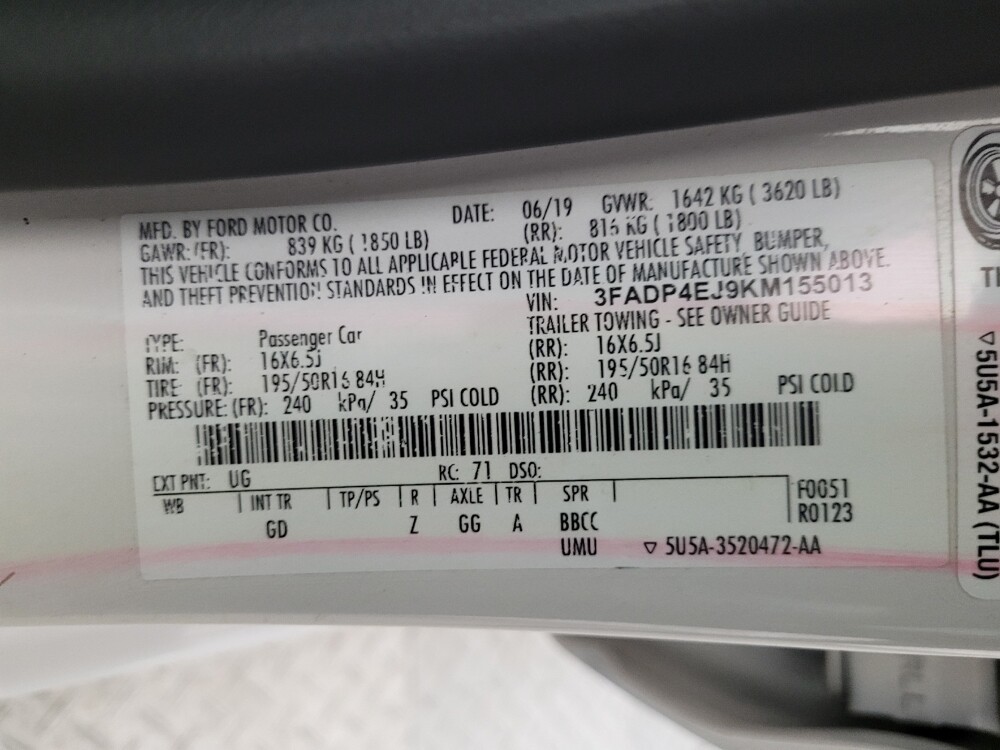 MFD. BY FORD MOTOR CO. DATE: 06/19 GVWR: 1642 KG ( 3620 LB)
GAWR: (FR): 839 KG ( 1850 LB) (RR): 816 KG ( 1800 LB)
THIS VEHICLE CONFORMS TO ALL APPLICABLE FEDERAL MOTOR VEHICLE SAFETY, BUMPER,
AND THEFT PREVENTION STANDARDS IN EFFECT ON THE DATE OF MANUFACTURE SHOWN ABOVE.
VIN: 3FADP4EJ9KM155013
TYPE: Passenger Car TRAILER TOWING - SEE OWNER GUIDE
RIM: (FR): 16X6.5J (RR): 16X6.5J
TIRE (FR): 195/50R16 84H (RR): 195/50R16 84H
PRESSURE: (FR): 240 kPa/ 35 PSI COLD (RR): 240 kPa/ 35 PSI COLD
EXT PNT: UG RC: 71 DSO:
WB INT TR TP/PS R AXLE TR SPR F0051
GD Z GG A BBCC R0123
UMU ▽ 5U5A-3520472-AA
▽5U5A-1532-AA (TLU)